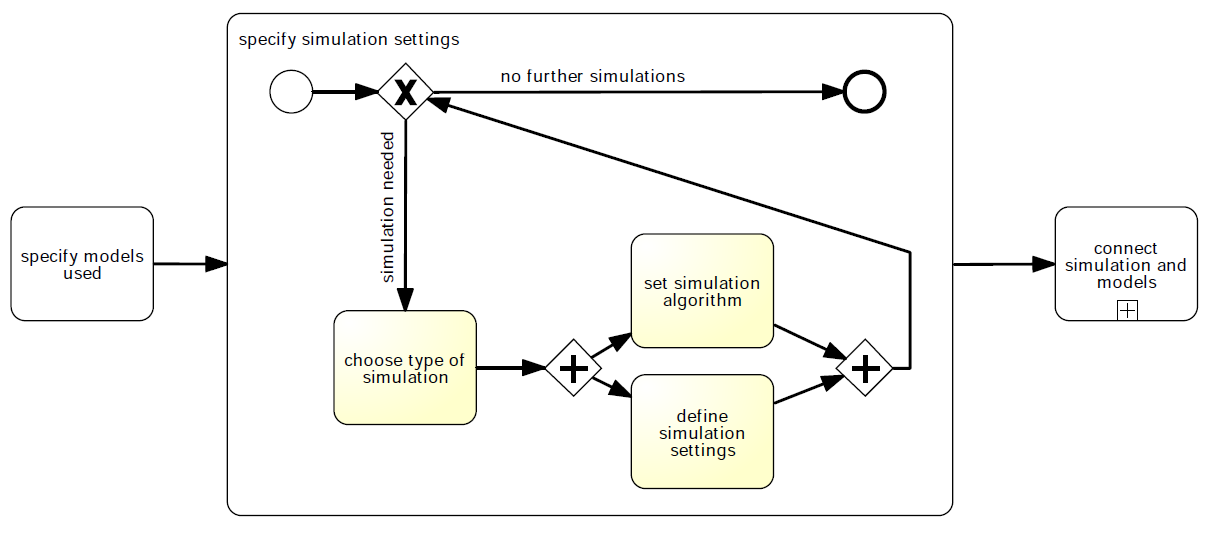 specify simulation settings
no further simulations
simulation needed
specify models
used
choose type of
simulation
set simulation
algorithm
define
simulation
settings
connect
simulation and
models